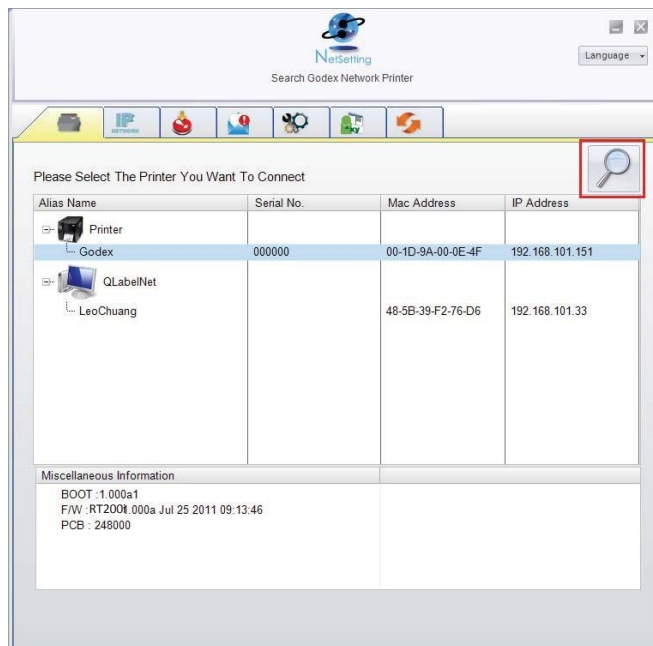 NetSetting
Language
Search Godex Network Printer
IP
NETWORK
Please Select The Printer You Want To Connect
Alias Name Serial No. Mac Address IP Address
Printer
Godex 000000 00-1D-9A-00-0E-4F 192.168.101.151
QLabelNet
LeoChuang 48-5B-39-F2-76-D6 192.168.101.33
Miscellaneous Information
BOOT :1.000a1
F/W :RT200i.000a Jul 25 2011 09:13:46
PCB : 248000